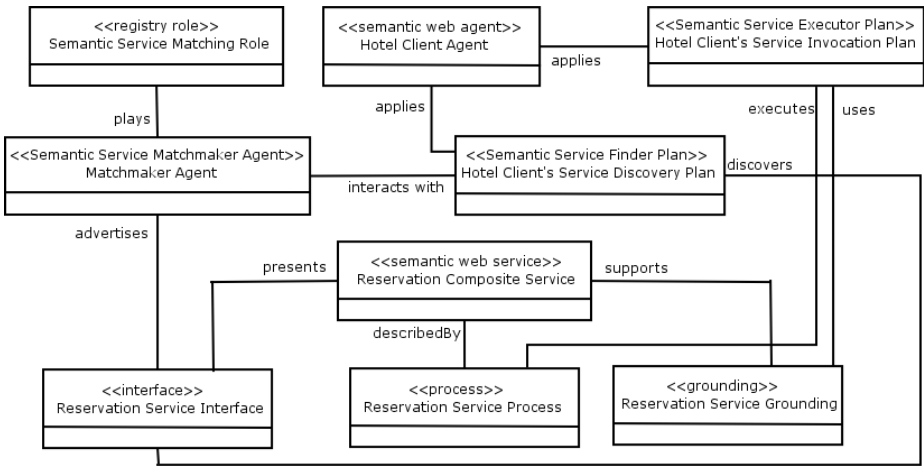 <<registry role>>
Semantic Service Matching Role
<<semantic web agent>>
Hotel Client Agent
<<Semantic Service Executor Plan>>
Hotel Client's Service Invocation Plan
applies
plays
applies
executes
uses
<<Semantic Service Matchmaker Agent>>
Matchmaker Agent
interacts with
<<Semantic Service Finder Plan>>
Hotel Client's Service Discovery Plan
discovers
advertises
presents
<<semantic web service>>
Reservation Composite Service
supports
describedBy
<<interface>>
Reservation Service Interface
<<process>>
Reservation Service Process
<<grounding>>
Reservation Service Grounding